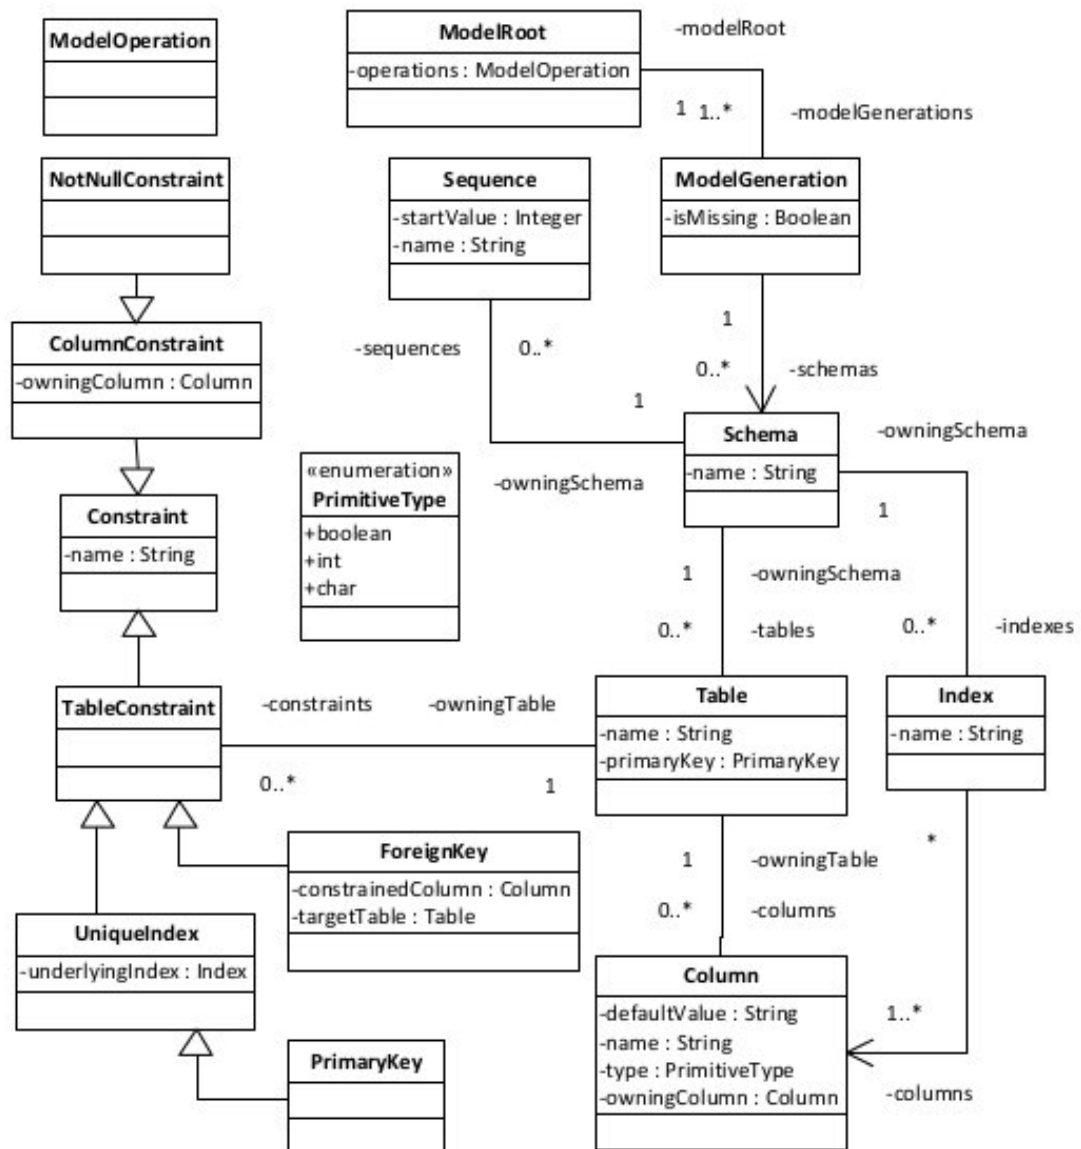 ModelOperation
ModelRoot
-operations : ModelOperation
-modelRoot
1
1..*
-modelGenerations
NotNullConstraint
Sequence
-startValue : Integer
-name : String
ModelGeneration
-isMissing : Boolean
ColumnConstraint
-owningColumn : Column
-sequences
0..*
1
0..*
-schemas
1
-owningSchema
Schema
-name : String
-owningSchema
1
«enumeration»
PrimitiveType
+boolean
+int
+char
Constraint
-name : String
1
-owningSchema
0..*
-tables
0..*
-indexes
TableConstraint
-constraints
-owningTable
0..*
1
Table
-name : String
-primaryKey : PrimaryKey
Index
-name : String
*
ForeignKey
-constrainedColumn : Column
-targetTable : Table
1
-owningTable
0..*
-columns
UniqueIndex
-underlyingIndex : Index
Column
-defaultValue : String
-name : String
-type : PrimitiveType
-owningColumn : Column
1..*
-columns
PrimaryKey